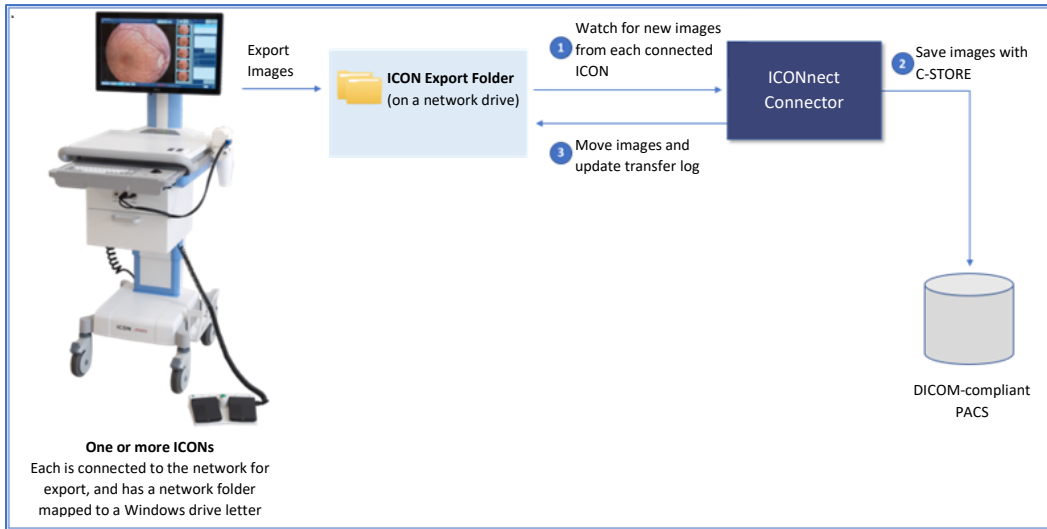 Export
Images
ICON Export Folder
(on a network drive)
1
Watch for new images
from each connected
ICON
ICONnect
Connector
2
Save images with
C-STORE
3
Move images and
update transfer log
ICON
DICOM-compliant
PACS
One or more ICONs
Each is connected to the network for
export, and has a network folder
mapped to a Windows drive letter